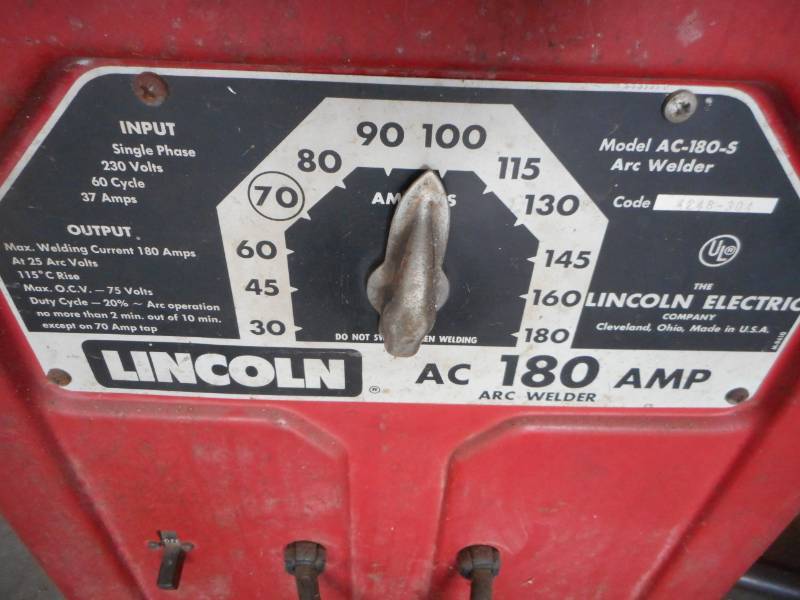 INPUT
Single Phase
230 Volts
60 Cycle
37 Amps
OUTPUT
Max. Welding Current 180 Amps
At 25 Arc Volts
115°C Rise
Max. O.C.V. — 75 Volts
Duty Cycle — 20% ~ Arc operation
no more than 2 min. out of 10 min.
except on 70 Amp tap
30
45
60
70
80
90
100
115
130
145
160
180
DO NOT WELDING
Model AC-180-S
Arc Welder
Code
UL®
THE
LINCOLN ELECTRIC
COMPANY
Cleveland, Ohio, Made in U.S.A.
LINCOLN ®
AC 180 AMP
ARC WELDER
OFF